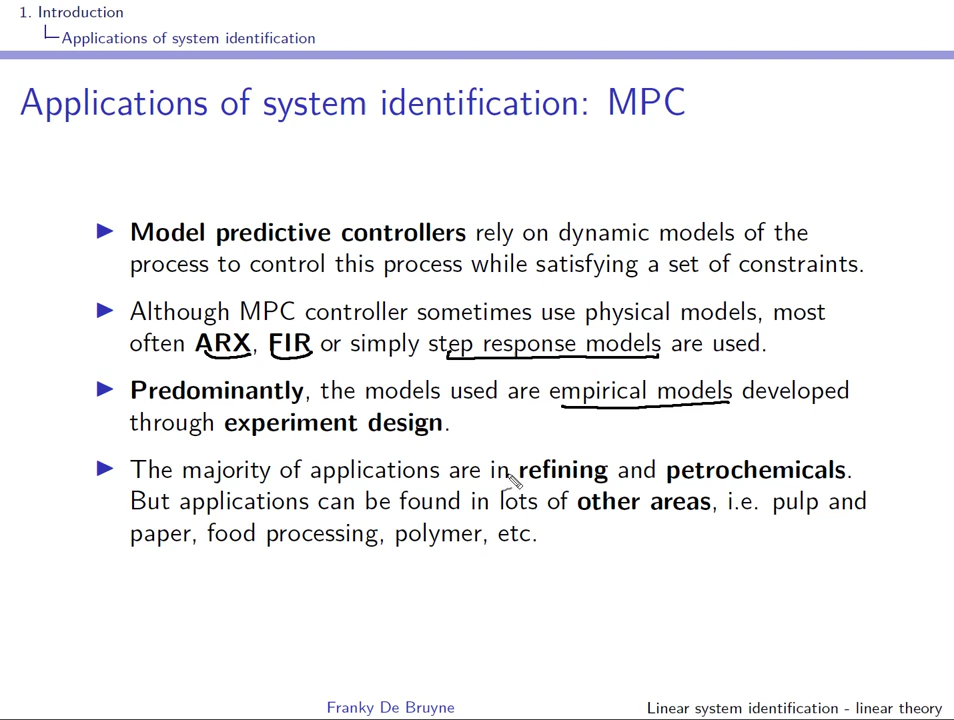 1. Introduction
Applications of system identification
Applications of system identification: MPC
Model predictive controllers rely on dynamic models of the
process to control this process while satisfying a set of constraints.
Although MPC controller sometimes use physical models, most
often ARX, FIR or simply step response models are used.
Predominantly, the models used are empirical models developed
through experiment design.
The majority of applications are in refining and petrochemicals.
But applications can be found in lots of other areas, i.e. pulp and
paper, food processing, polymer, etc.
Franky De Bruyne
Linear system identification - linear theory